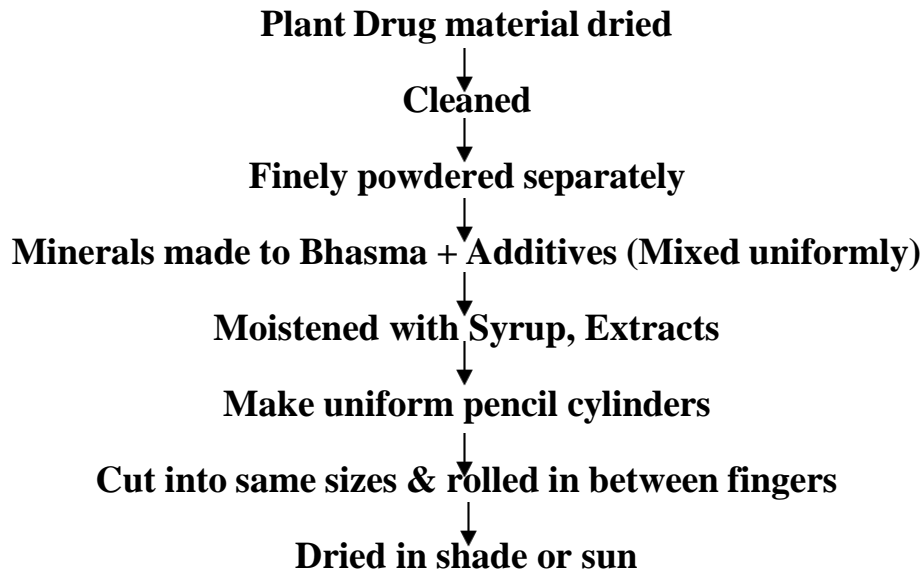 Plant Drug material dried
Cleaned
Finely powdered separately
Minerals made to Bhasma + Additives (Mixed uniformly)
Moistened with Syrup, Extracts
Make uniform pencil cylinders
Cut into same sizes & rolled in between fingers
Dried in shade or sun